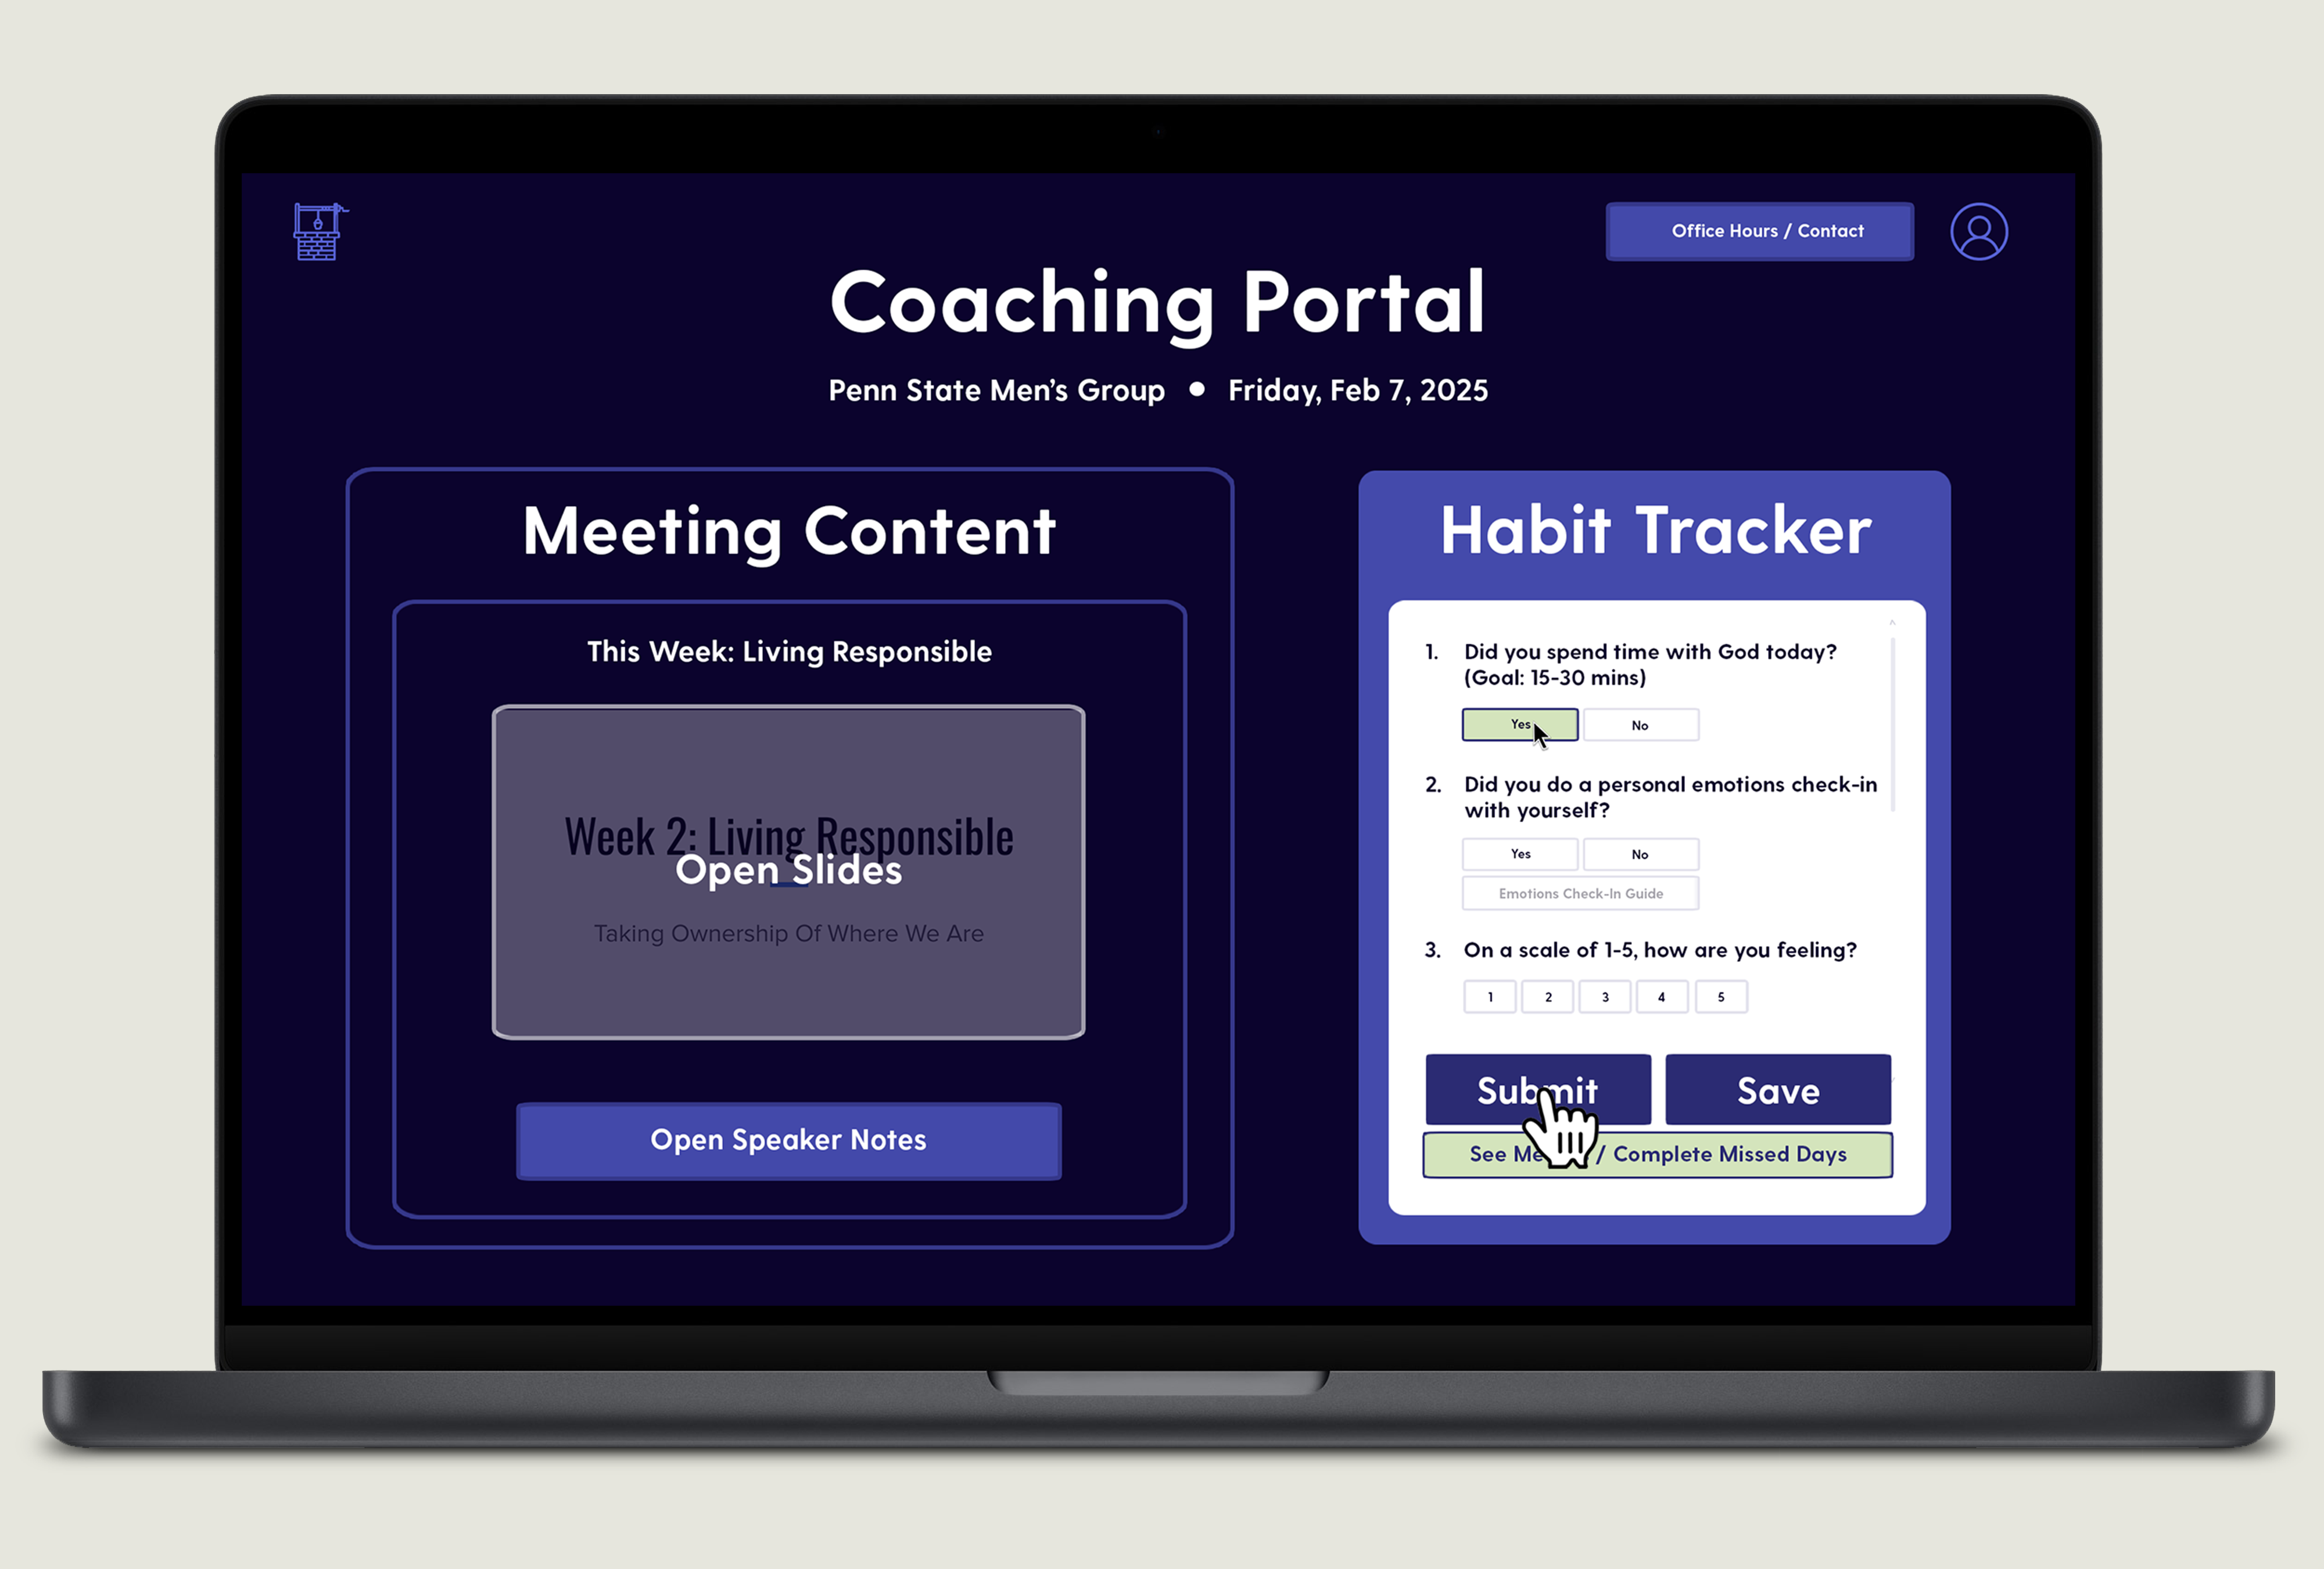 Office Hours / Contact
Coaching Portal
Penn State Men's Group • Friday, Feb 7, 2025
Meeting Content
This Week: Living Responsible
Week 2: Living Responsible
Open Slides
Taking Ownership Of Where We Are
Open Speaker Notes
Habit Tracker
1. Did you spend time with God today?
(Goal: 15-30 mins)
Yes No
2. Did you do a personal emotions check-in
with yourself?
Yes No
Emotions Check-In Guide
3. On a scale of 1-5, how are you feeling?
1 2 3 4 5
Submit Save
See / Complete Missed Days